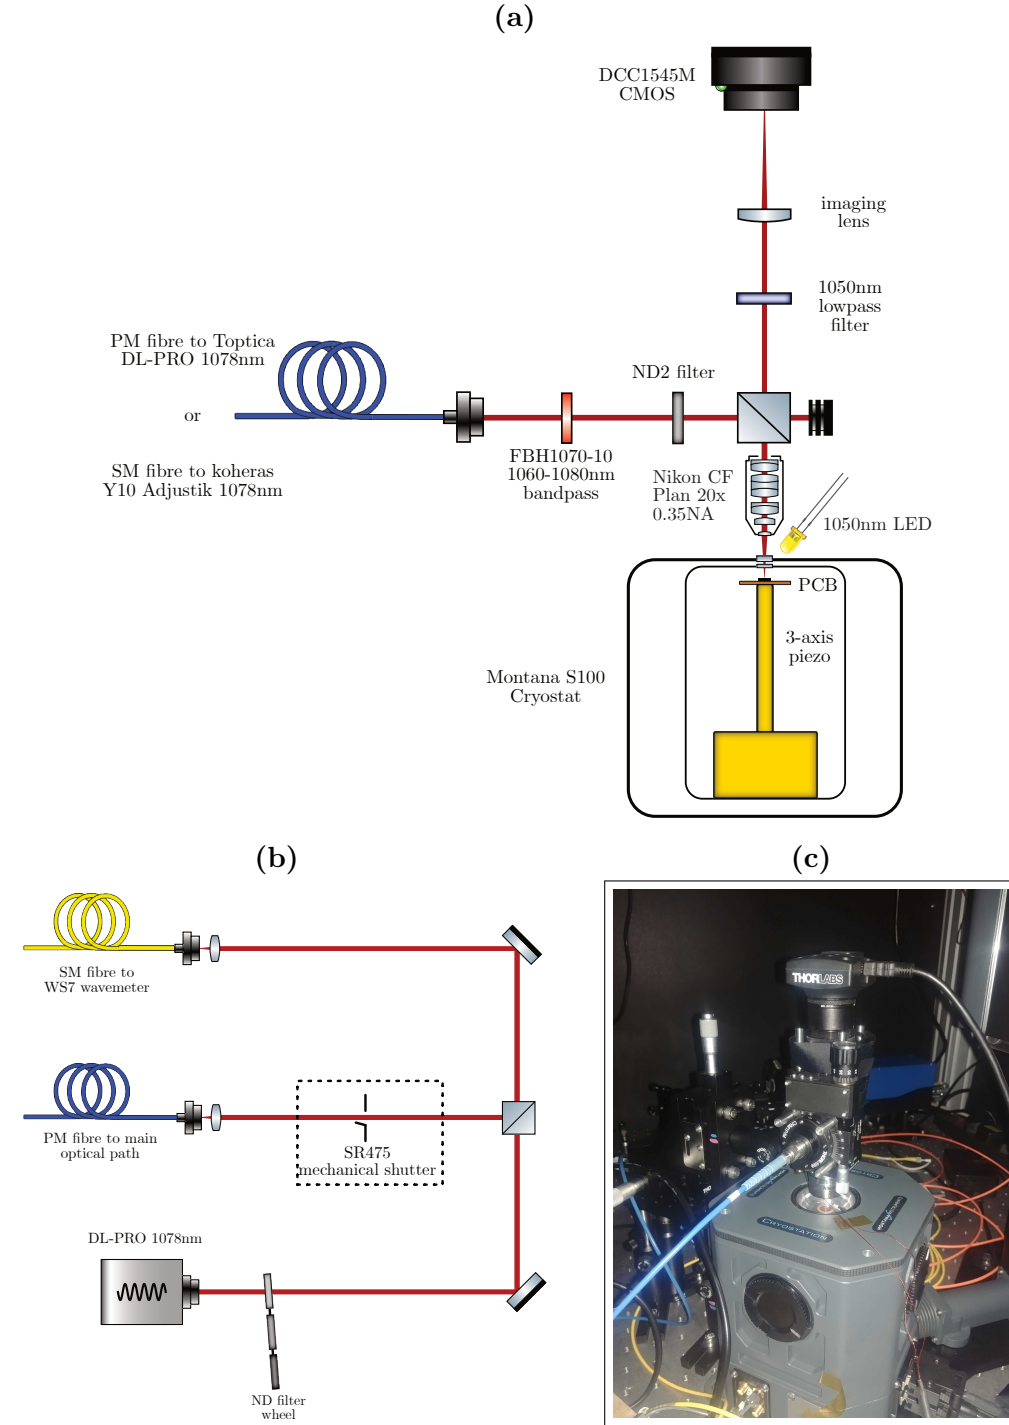 (a)
DCC1545M
CMOS
imaging
lens
1050nm
lowpass
filter
PM fibre to Toptica
DL-PRO 1078nm
or
SM fibre to koheras
Y10 Adjustik 1078nm
ND2 filter
FBH1070-10
1060-1080nm
bandpass
Nikon CF
Plan 20x
0.35NA
1050nm LED
PCB
3-axis
piezo
Montana S100
Cryostat
(b)
SM fibre to
WS7 wavemeter
PM fibre to main
optical path
SR475
mechanical shutter
DL-PRO 1078nm
ND filter
wheel
(c)
THORLABS
CRYOSTATION